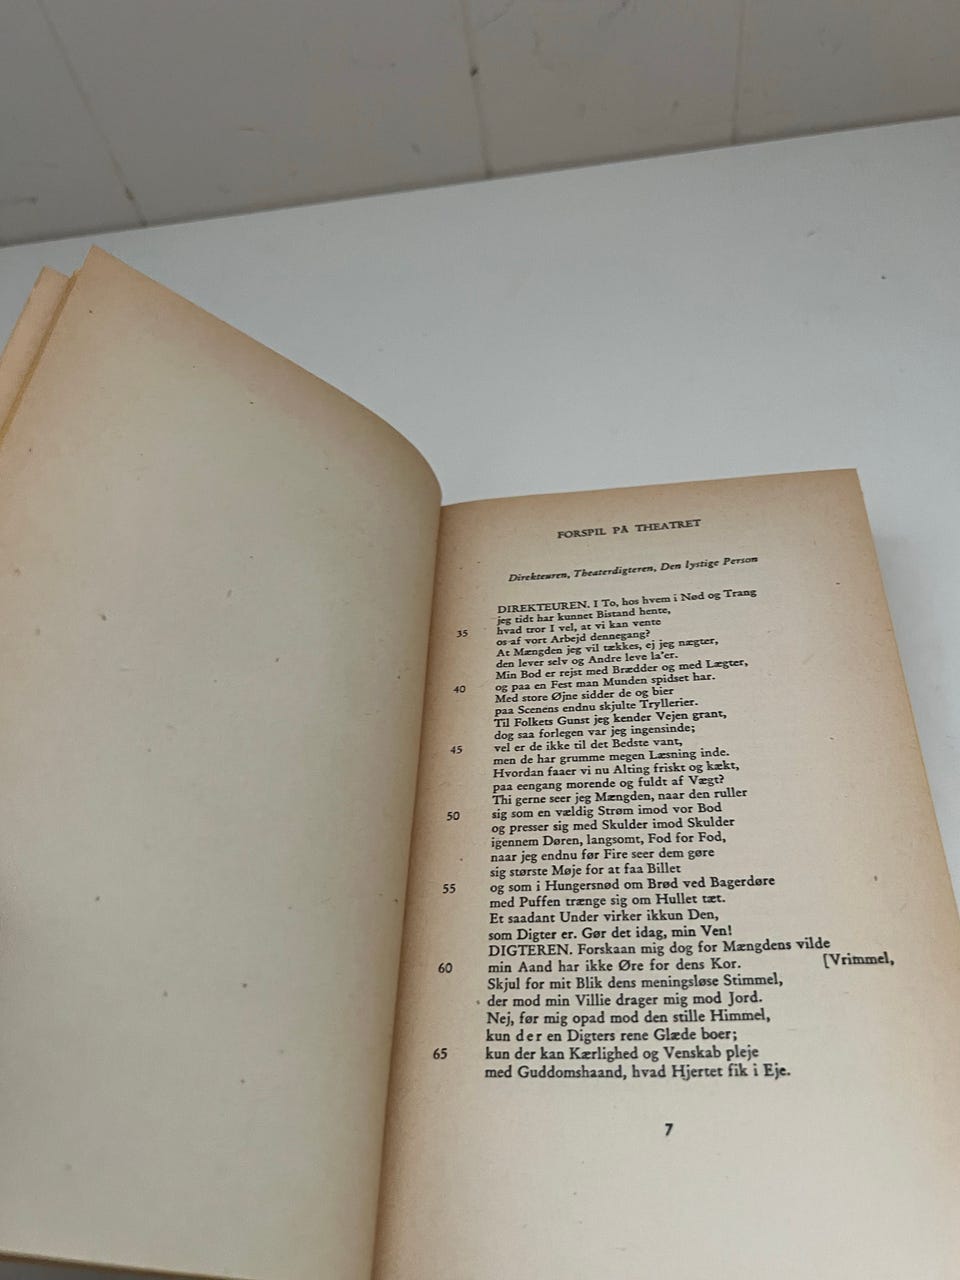 FORSPIL PÅ THEATRET
Direkteuren, Theaterdigteren, Den lystige Person
DIREKTEUREN. I To, hos hvem i Nød og Trang
jeg tidt har kunnet Bistand hente,
35 hvad tror I vel, at vi kan vente
os af vort Arbejd dennegang?
At Mængden jeg vil tækkes, ej jeg nægter,
den lever selv og Andre leve la'er.
Min Bod er rejst med Brædder og med Lægter,
40 og paa en Fest man Munden spidset har.
Med store Øjne sidder de og bier
paa Scenens endnu skjulte Tryllerier.
Til Folkets Gunst jeg kender Vejen grant,
dog saa forlegen var jeg ingensinde;
45 vel er de ikke til det Bedste vant,
men de har grumme megen Læsning inde.
Hvordan faaer vi nu Alting friskt og kækt,
paa eengang morende og fuldt af Vægt?
Thi gerne seer jeg Mængden, naar den ruller
50 sig som en vældig Strøm imod vor Bod
og presser sig med Skulder imod Skulder
igennem Døren, langsomt, Fod for Fod,
naar jeg endnu før Fire seer dem gøre
sig største Møje for at faa Billet
55 og som i Hungersnød om Brød ved Bagerdøre
med Puffen trænge sig om Hullet tæt.
Et saadant Under virker ikkun Den,
som Digter er. Gør det idag, min Ven!
DIGTEREN. Forskaan mig dog for Mængdens vilde
60 min Aand har ikke Øre for dens Kor. [Vrimmel,
Skjul for mit Blik dens meningsløse Stimmel,
der mod min Villie drager mig mod Jord.
Nej, før mig opad mod den stille Himmel,
kun der en Digters rene Glæde boer;
65 kun der kan Kærlighed og Venskab pleje
med Guddomshaand, hvad Hjertet fik i Eje.
7